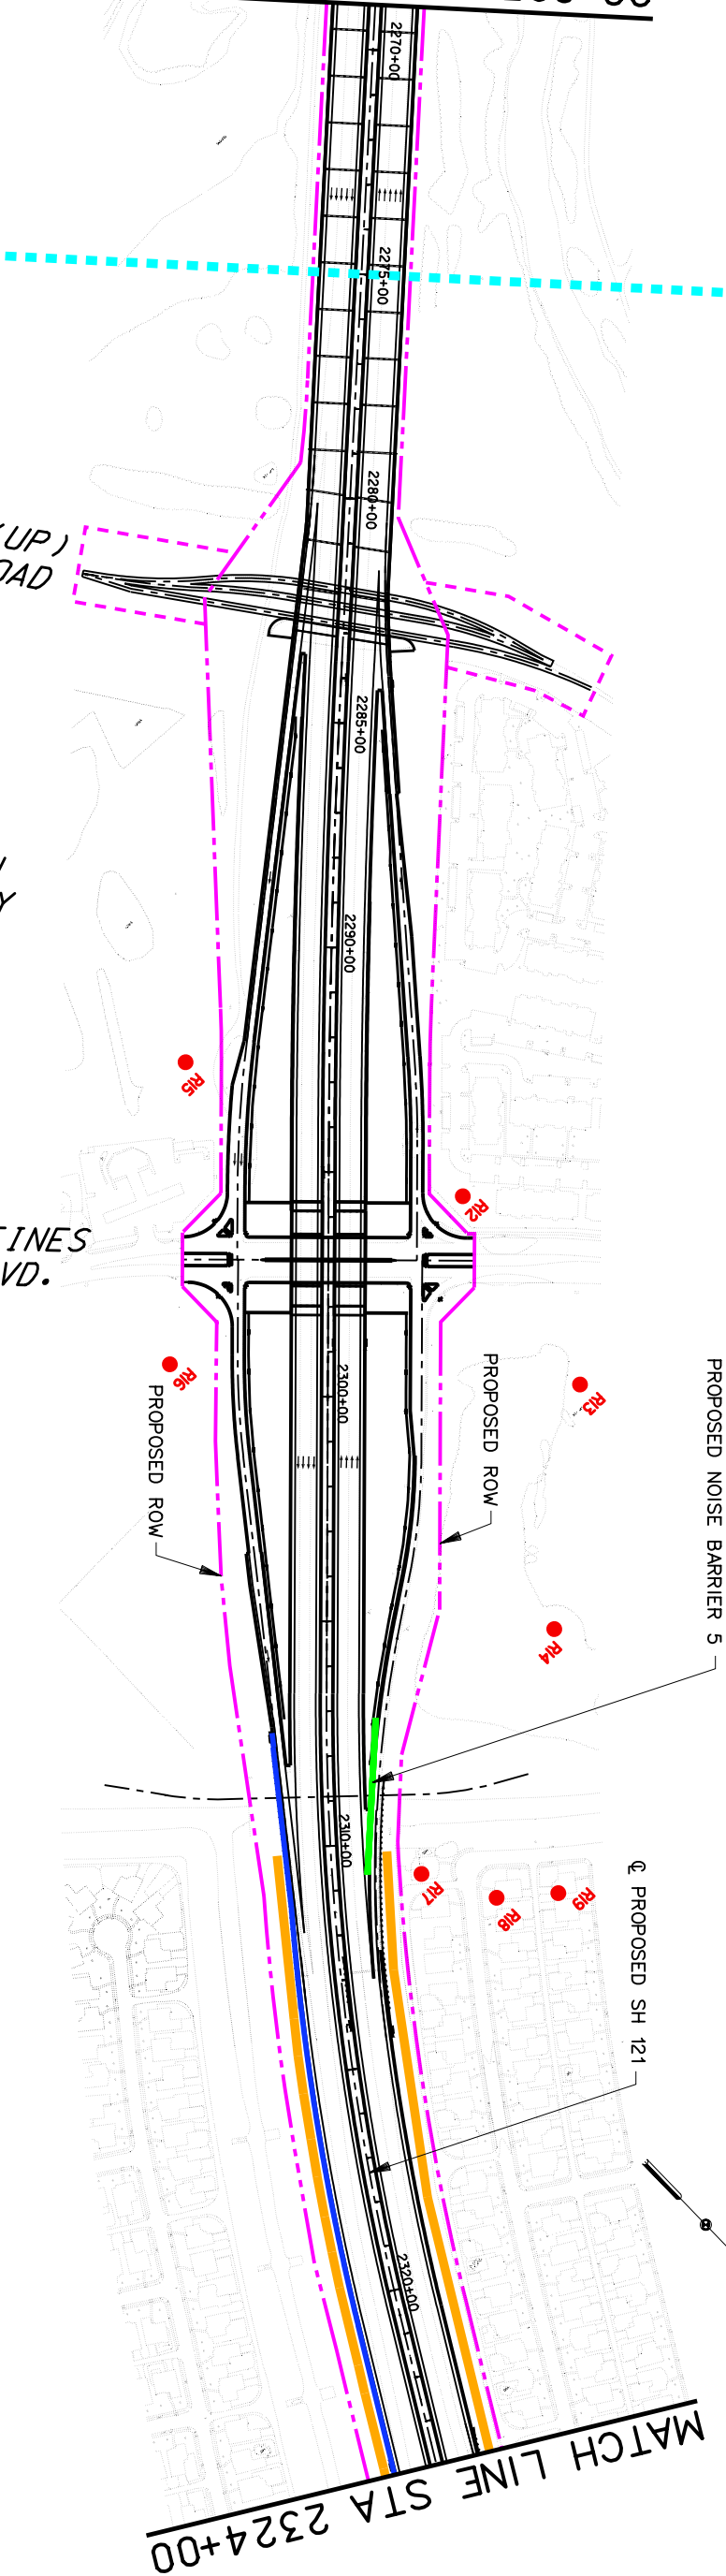 2270+00
2275+00
(UP)
2280+00
2285+00
2290+00
R15
R12
VD.
R16
R13
2300+00
PROPOSED ROW
PROPOSED ROW
PROPOSED NOISE BARRIER 5
R14
2310+00
R17
R18
R19
℄ PROPOSED SH 121
2320+00
MATCH LINE STA 2324+00